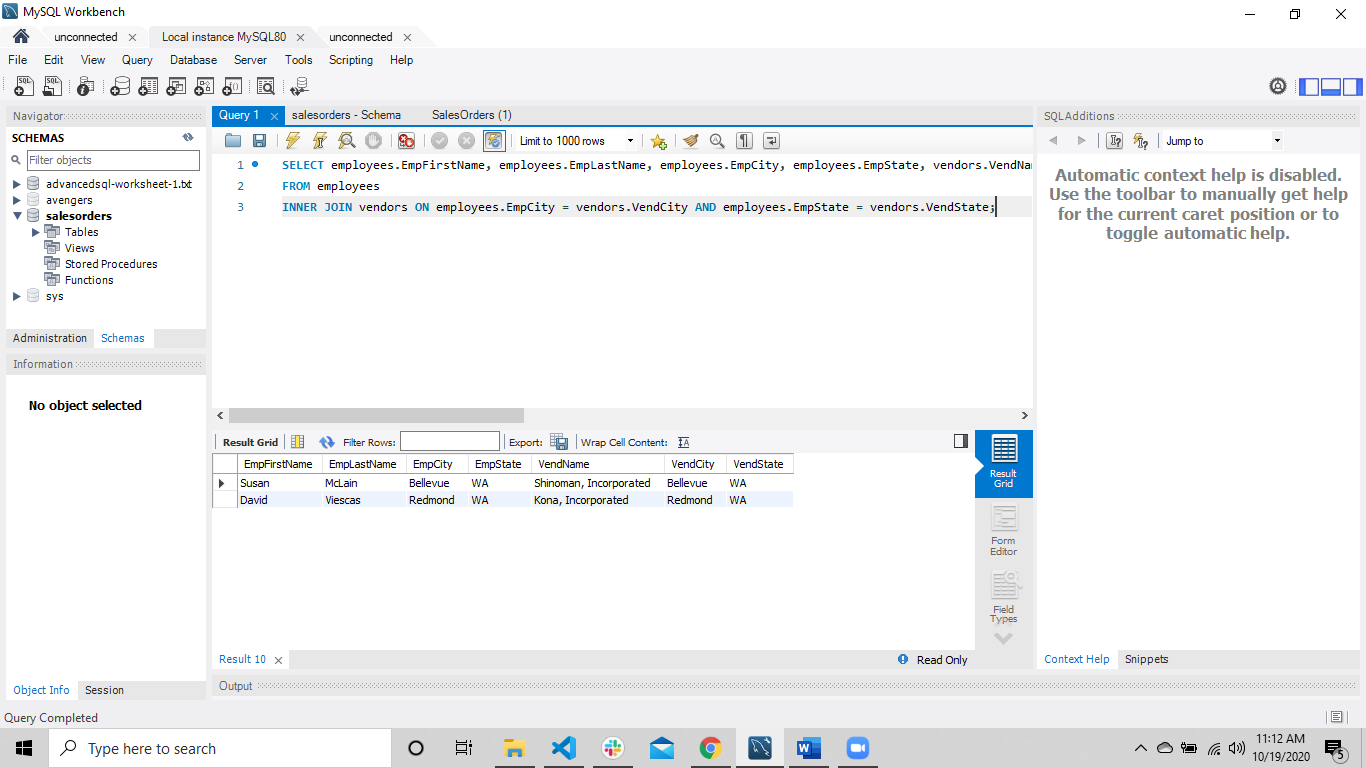 MySQL Workbench
unconnected
Local instance MySQL80
unconnected
File Edit View Query Database Server Tools Scripting Help
Navigator
SCHEMAS
Filter objects
advancedsql-worksheet-1.txt
avengers
salesorders
Tables
Views
Stored Procedures
Functions
sys
Administration Schemas
Information
No object selected
Object Info Session
Query 1 salesorders - Schema SalesOrders (1)
Limit to 1000 rows
1 SELECT employees.EmpFirstName, employees.EmpLastName, employees.EmpCity, employees.EmpState, vendors.VendNa
2 FROM employees
3 INNER JOIN vendors ON employees.EmpCity = vendors.VendCity AND employees.EmpState = vendors.VendState;
Result Grid Filter Rows: Export: Wrap Cell Content:
EmpFirstName EmpLastName EmpCity EmpState VendName VendCity VendState
Susan McLain Bellevue WA Shinoman, Incorporated Bellevue WA
David Viescas Redmond WA Kona, Incorporated Redmond WA
Result Grid
Form Editor
Field Types
Result 10
Read Only
Output
SQLAdditions
Jump to
Automatic context help is disabled.
Use the toolbar to manually get help
for the current caret position or to
toggle automatic help.
Context Help Snippets
Query Completed
Type here to search
11:12 AM
10/19/2020
5